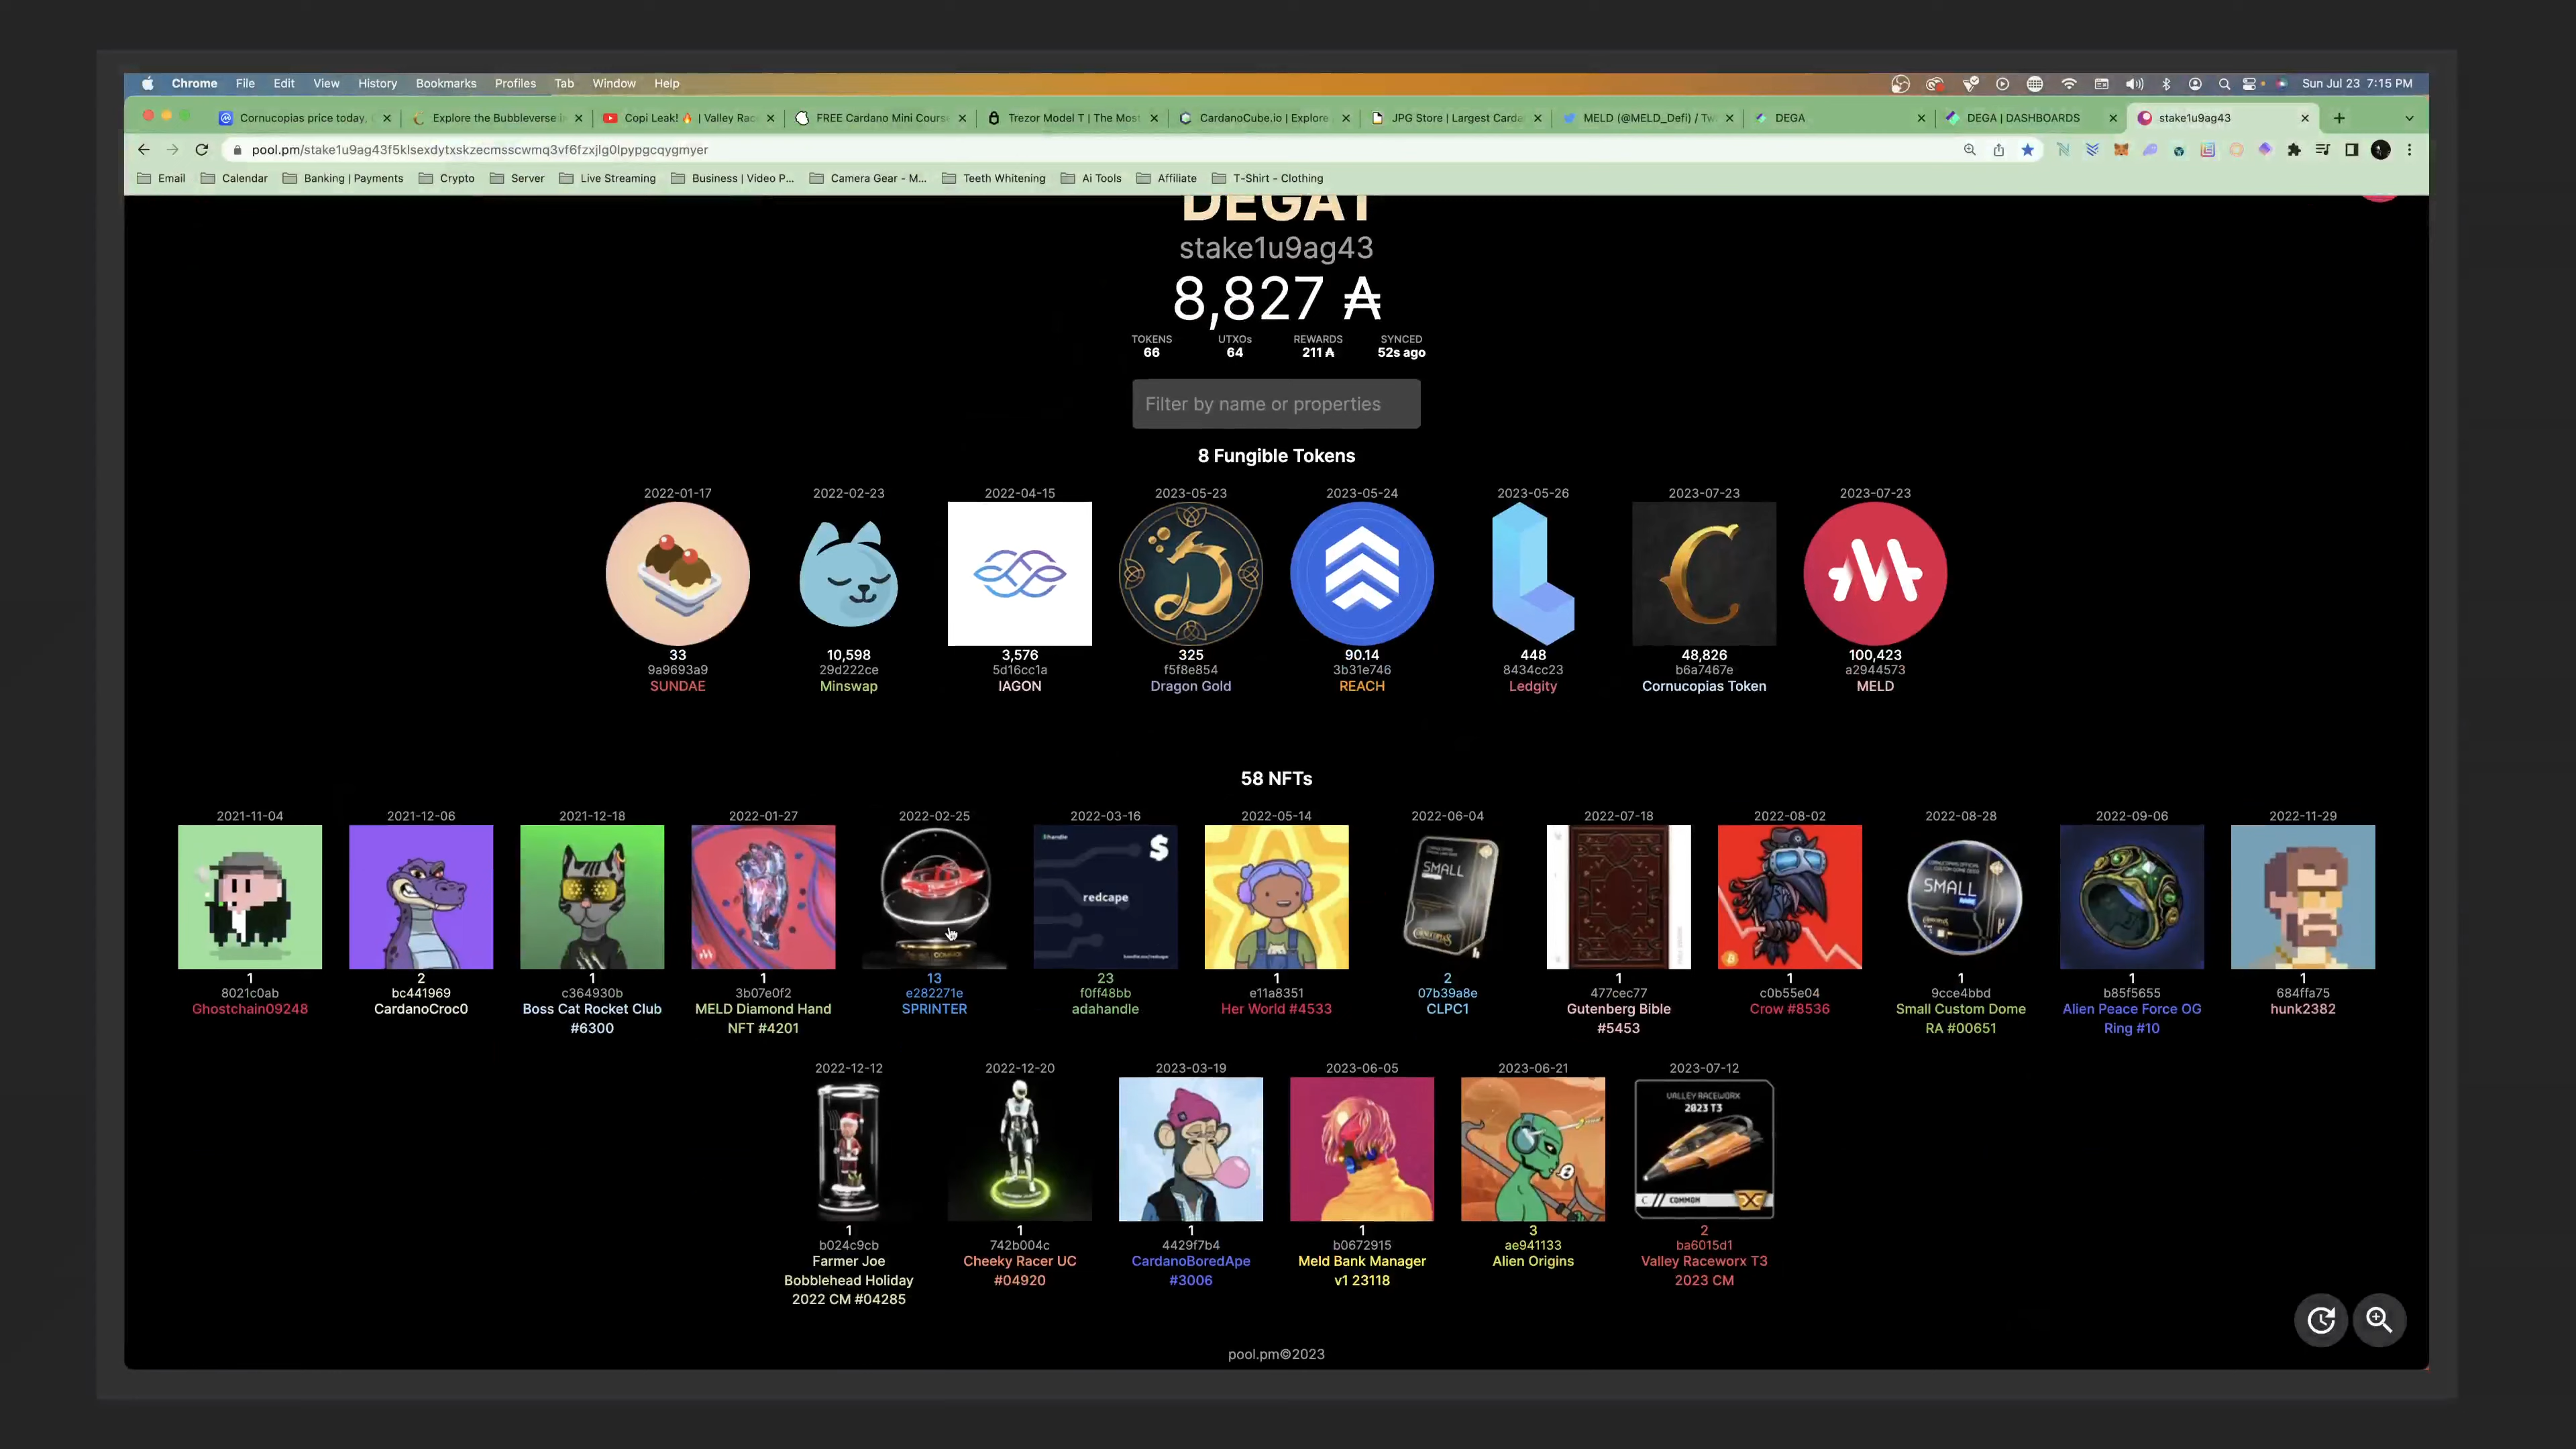 Chrome File Edit View History Bookmarks Profiles Tab Window Help Sun Jul 23 7:15 PM
Cornucopias price today, Explore the Bubbleverse Copi Leak! 🔥 | Valley Rac FREE Cardano Mini Cours Trezor Model T | The Most CardanoCube.io | Explore JPG Store | Largest Carda MELD (@MELD_Defi) / Tw DEGA DEGA | DASHBOARDS stake1u9ag43
pool.pm/stake1u9ag43f5klsexdytxskzecmsscwmq3vf6fzxjlg0lpypgcqygmyer
Email Calendar Banking | Payments Crypto Server Live Streaming Business | Video P... Camera Gear - M... Teeth Whitening Ai Tools Affiliate T-Shirt - Clothing
stake1u9ag43
8,827 ₳
TOKENS UTXOs REWARDS SYNCED
66 64 211 ₳ 52s ago
Filter by name or properties
8 Fungible Tokens
2022-01-17 2022-02-23 2022-04-15 2023-05-23 2023-05-24 2023-05-26 2023-07-23 2023-07-23
33 10,598 3,576 325 90.14 448 48,826 100,423
9a9693a9 29d222ce 5d16cc1a f5f8e854 3b31e746 8434cc23 b6a7467e a2944573
SUNDAE Minswap IAGON Dragon Gold REACH Ledgity Cornucopias Token MELD
58 NFTs
2021-11-04 2021-12-06 2021-12-18 2022-01-27 2022-02-25 2022-03-16 2022-05-14 2022-06-04 2022-07-18 2022-08-02 2022-08-28 2022-09-06 2022-11-29
$
redcape
SMALL
SMALL
1 2 1 1 13 23 1 2 1 1 1 1 1
8021c0ab bc441969 c364930b 3b07e0f2 e282271e f0ff48bb e11a8351 07b39a8e 477cec77 c0b55e04 9cce4bbd b85f5655 684ffa75
Ghostchain09248 CardanoCroc0 Boss Cat Rocket Club MELD Diamond Hand SPRINTER adahandle Her World #4533 CLPC1 Gutenberg Bible Crow #8536 Small Custom Dome Alien Peace Force OG hunk2382
#6300 NFT #4201 #5453 RA #00651 Ring #10
2022-12-12 2022-12-20 2023-03-19 2023-06-05 2023-06-21 2023-07-12
VALLEY RACEWORX
2023 T3
C // COMMON
1 1 1 1 3 2
b024c9cb 742b004c 4429f7b4 b0672915 ae941133 ba6015d1
Farmer Joe Cheeky Racer UC CardanoBoredApe Meld Bank Manager Alien Origins Valley Raceworx T3
Bobblehead Holiday #04920 #3006 v1 23118 2023 CM
2022 CM #04285
pool.pm©2023